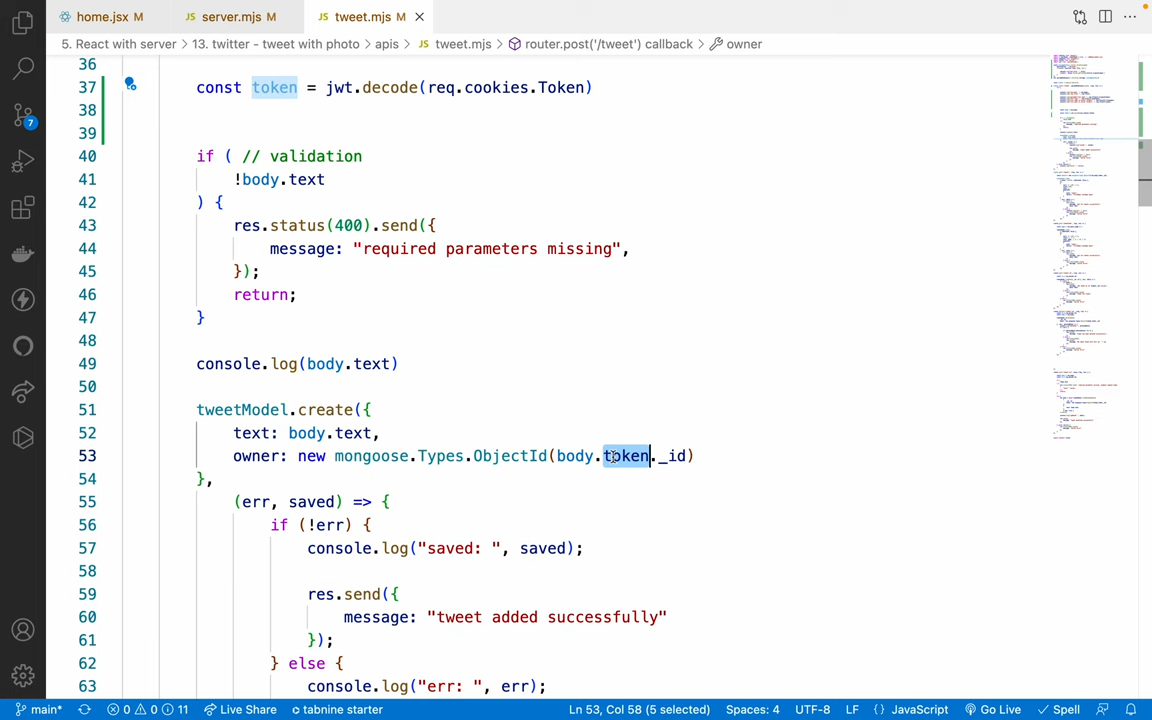 home.jsx M
server.mjs M
tweet.mjs M
5. React with server > 13. twitter - tweet with photo > apis > tweet.mjs > router.post('/tweet') callback > owner
36
37 const token = jwt.decode(req.cookies.Token)
38
39
40 if ( // validation
41 !body.text
42 ) {
43 res.status(400).send({
44 message: "required parameters missing",
45 });
46 return;
47 }
48
49 console.log(body.text)
50
51 tweetModel.create({
52 text: body.text,
53 owner: new mongoose.Types.ObjectId(body.token._id)
54 },
55 (err, saved) => {
56 if (!err) {
57 console.log("saved: ", saved);
58
59 res.send({
60 message: "tweet added successfully"
61 });
62 } else {
63 console.log("err: ", err);
7
main* 0 0 11 Live Share tabnine starter Ln 53, Col 58 (5 selected) Spaces: 4 UTF-8 LF {} JavaScript Go Live Spell